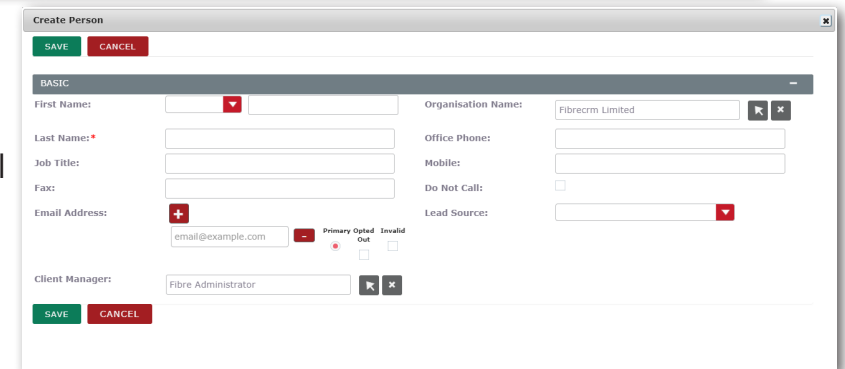 Create Person
SAVE CANCEL
BASIC
First Name: Organisation Name: Fibrecrm Limited
Last Name:* Office Phone:
Job Title: Mobile:
Fax: Do Not Call:
Email Address: Lead Source:
email@example.com Primary Opted Out Invalid
Client Manager: Fibre Administrator
SAVE CANCEL